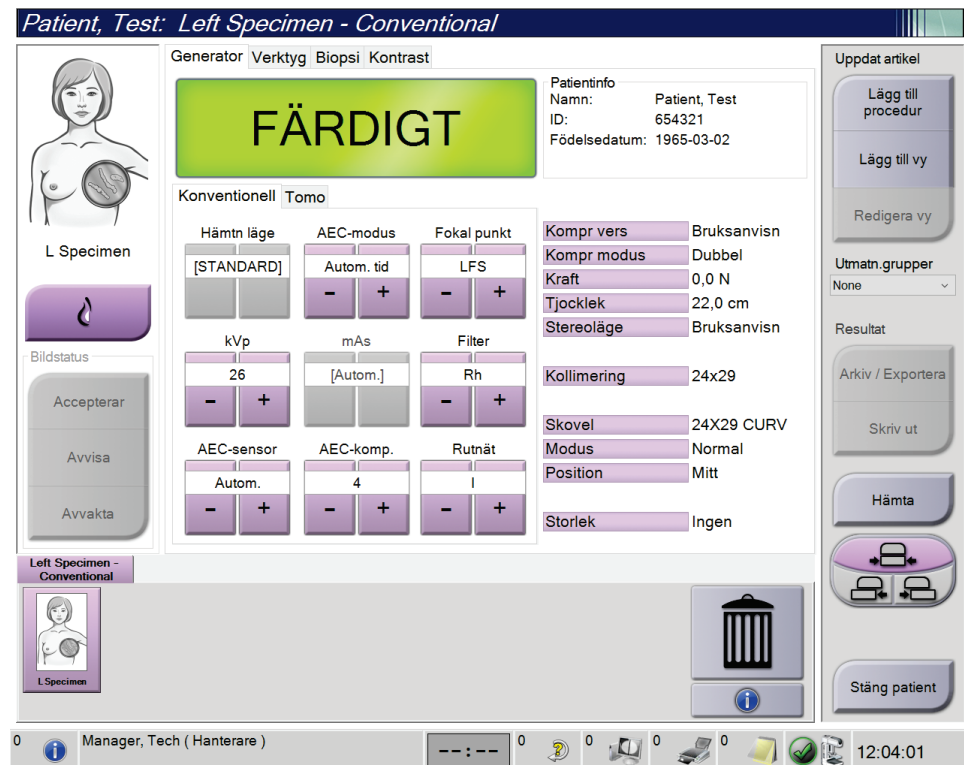 Patient, Test: Left Specimen - Conventional
Generator Verktyg Biopsi Kontrast
FÄRDIGT
Patientinfo
Namn: Patient, Test
ID: 654321
Födelsedatum: 1965-03-02
L Specimen
Bildstatus
Accepterar
Avvisa
Avvakta
Konventionell Tomo
Hämtn läge AEC-modus Fokal punkt
[STANDARD] Autom. tid LFS
- + - +
kVp mAs Filter
26 [Autom.] Rh
- + - +
AEC-sensor AEC-komp. Rutnät
Autom. 4 I
- + - + - +
Kompr vers Bruksanvisn
Kompr modus Dubbel
Kraft 0,0 N
Tjocklek 22,0 cm
Stereoläge Bruksanvisn
Kollimering 24x29
Skovel 24X29 CURV
Modus Normal
Position Mitt
Storlek Ingen
Uppdat artikel
Lägg till
procedur
Lägg till vy
Redigera vy
Utmatn.grupper
None
Resultat
Arkiv / Exportera
Skriv ut
Hämta
Stäng patient
Left Specimen -
Conventional
L Specimen
0 Manager, Tech ( Hanterare ) --:-- 0 0 0 0 12:04:01